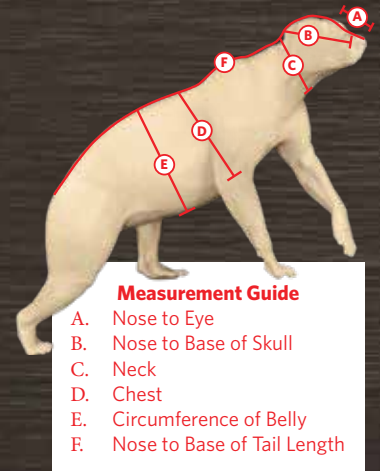 A
B
C
F
D
E
Measurement Guide
A. Nose to Eye
B. Nose to Base of Skull
C. Neck
D. Chest
E. Circumference of Belly
F. Nose to Base of Tail Length